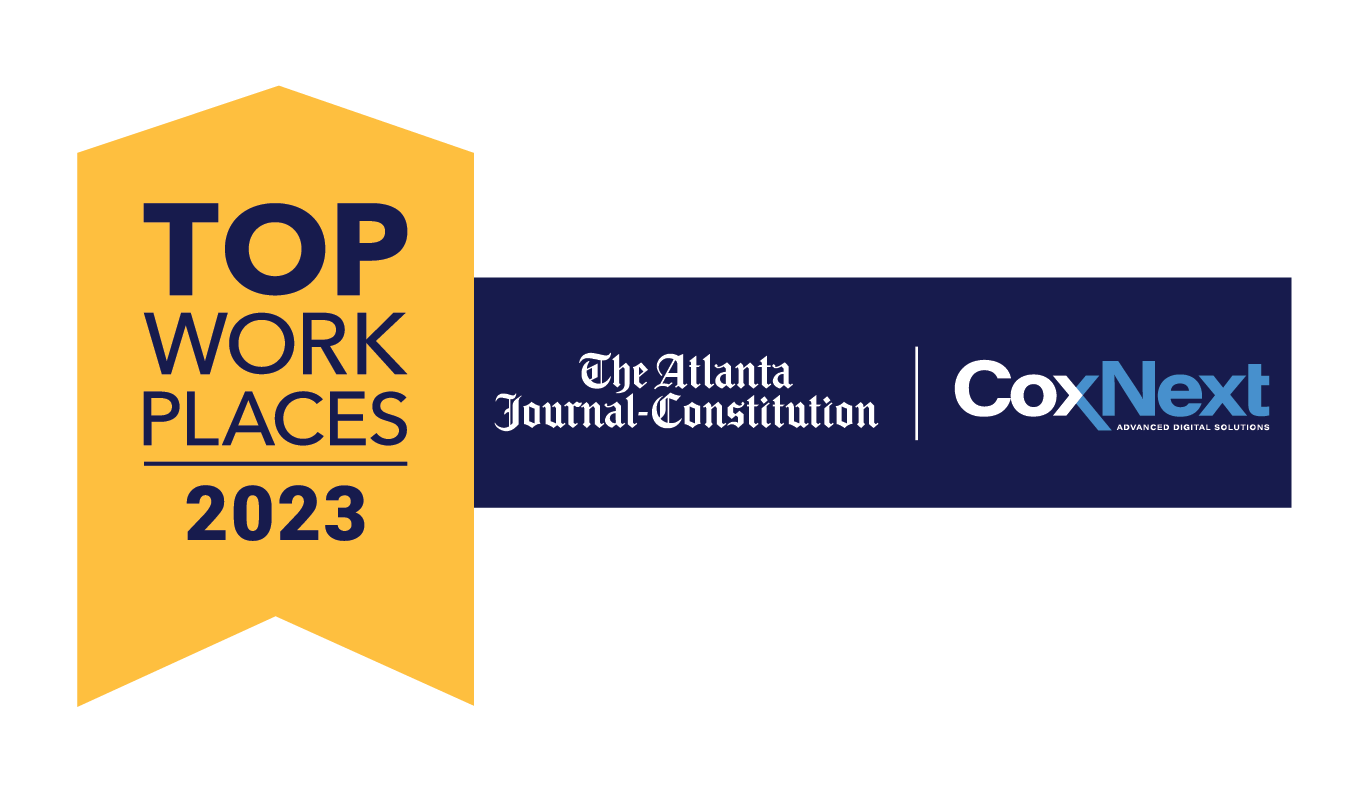 TOP
WORK
PLACES
2023
The Atlanta
Journal-Constitution
CoxNext
ADVANCED DIGITAL SOLUTIONS